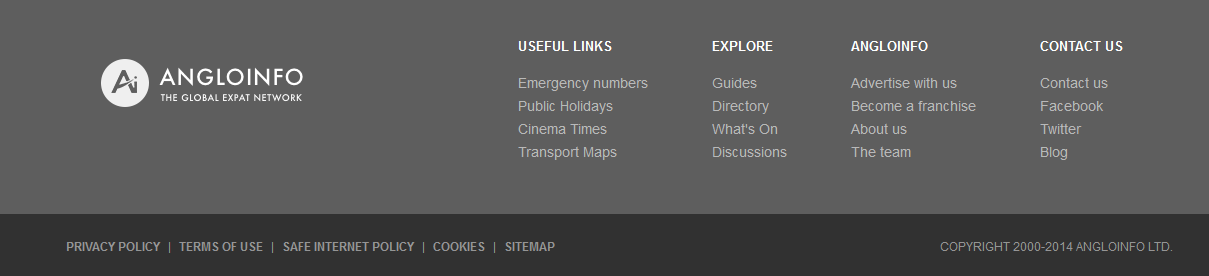 Ai ANGLOINFO
THE GLOBAL EXPAT NETWORK
USEFUL LINKS
Emergency numbers
Public Holidays
Cinema Times
Transport Maps
EXPLORE
Guides
Directory
What's On
Discussions
ANGLOINFO
Advertise with us
Become a franchise
About us
The team
CONTACT US
Contact us
Facebook
Twitter
Blog
PRIVACY POLICY | TERMS OF USE | SAFE INTERNET POLICY | COOKIES | SITEMAP
COPYRIGHT 2000-2014 ANGLOINFO LTD.